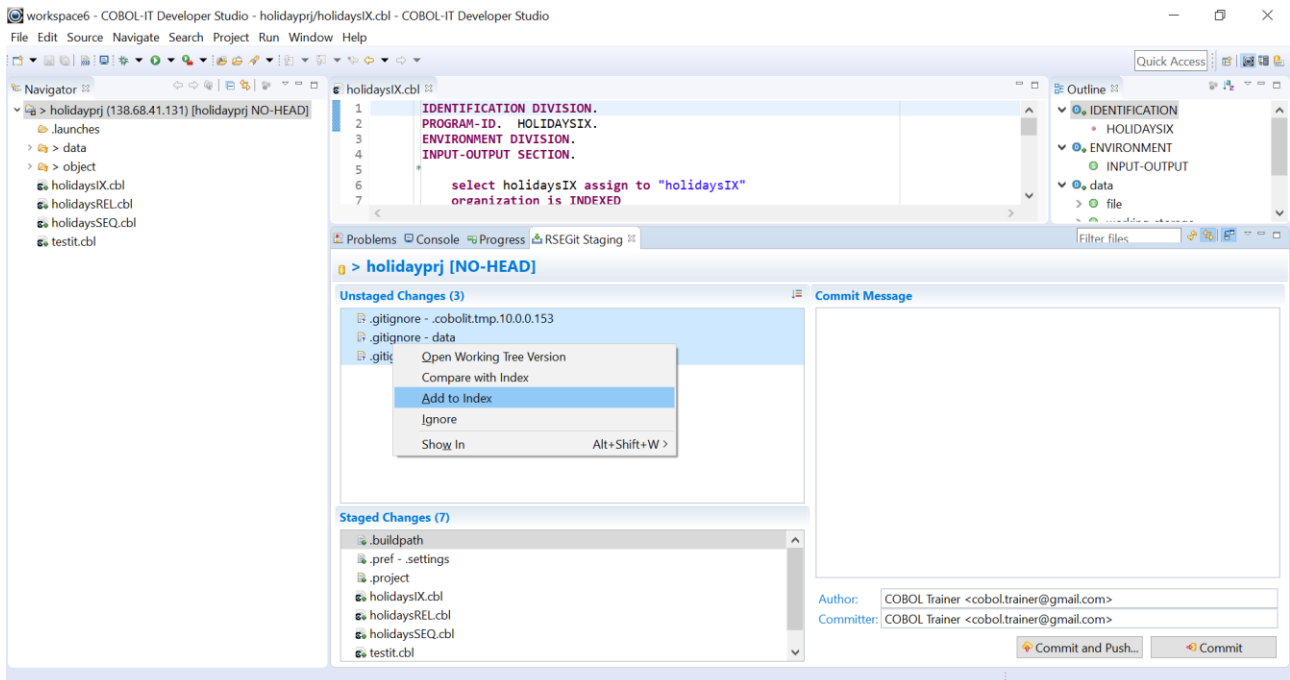 workspace6 - COBOL-IT Developer Studio - holidayprj/holidaysIX.cbl - COBOL-IT Developer Studio
File Edit Source Navigate Search Project Run Window Help
Quick Access
Navigator
> holidayprj (138.68.41.131) [holidayprj NO-HEAD]
.launches
> data
> object
holidaysIX.cbl
holidaysREL.cbl
holidaysSEQ.cbl
testit.cbl
holidaysIX.cbl
1 IDENTIFICATION DIVISION.
2 PROGRAM-ID. HOLIDAYSIX.
3 ENVIRONMENT DIVISION.
4 INPUT-OUTPUT SECTION.
5 *
6 select holidaysIX assign to "holidaysIX"
7 organization is INDEXED
Outline
IDENTIFICATION
HOLIDAYSIX
ENVIRONMENT
INPUT-OUTPUT
data
file
working-storage
Problems Console Progress RSEGit Staging
Filter files
> holidayprj [NO-HEAD]
Unstaged Changes (3)
.gitignore - .cobolit.tmp.10.0.0.153
.gitignore - data
Open Working Tree Version
Compare with Index
Add to Index
Ignore
Show In Alt+Shift+W >
Staged Changes (7)
.buildpath
.pref - .settings
.project
holidaysIX.cbl
holidaysREL.cbl
holidaysSEQ.cbl
testit.cbl
Commit Message
Author: COBOL Trainer <cobol.trainer@gmail.com>
Committer: COBOL Trainer <cobol.trainer@gmail.com>
Commit and Push... Commit